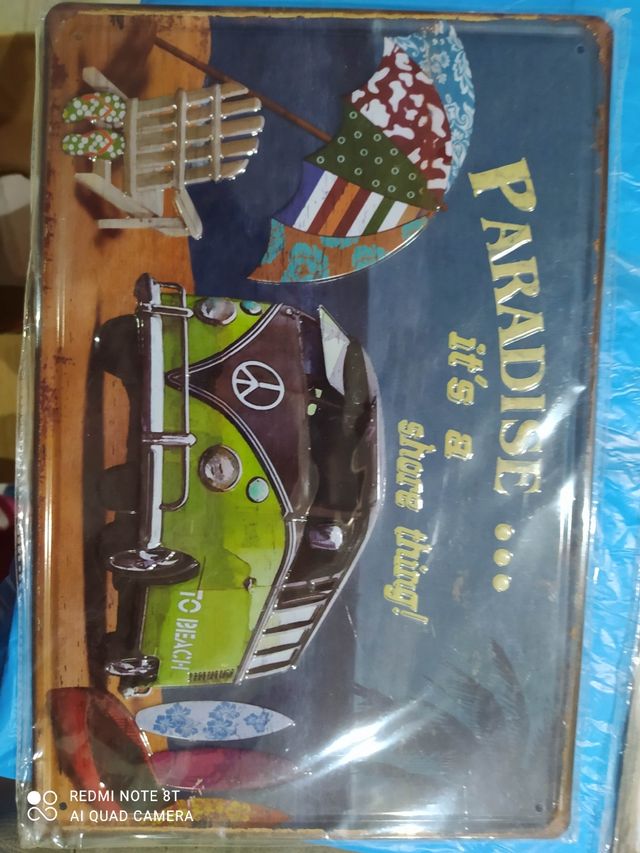 PARADISE ...
it's a
shore thing!
TO BEACH
REDMI NOTE 8T
AI QUAD CAMERA